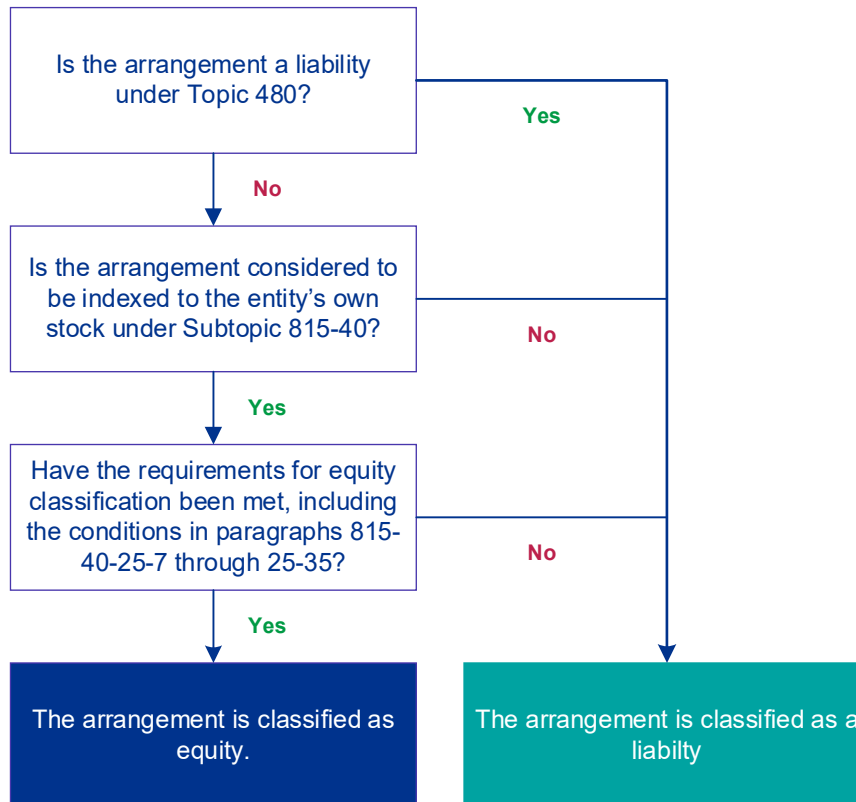 Is the arrangement a liability
under Topic 480?
Yes
No
Is the arrangement considered to
be indexed to the entity's own
stock under Subtopic 815-40?
No
Yes
Have the requirements for equity
classification been met, including
the conditions in paragraphs 815-
40-25-7 through 25-35?
No
Yes
The arrangement is classified as
equity.
The arrangement is classified as a
liabilty